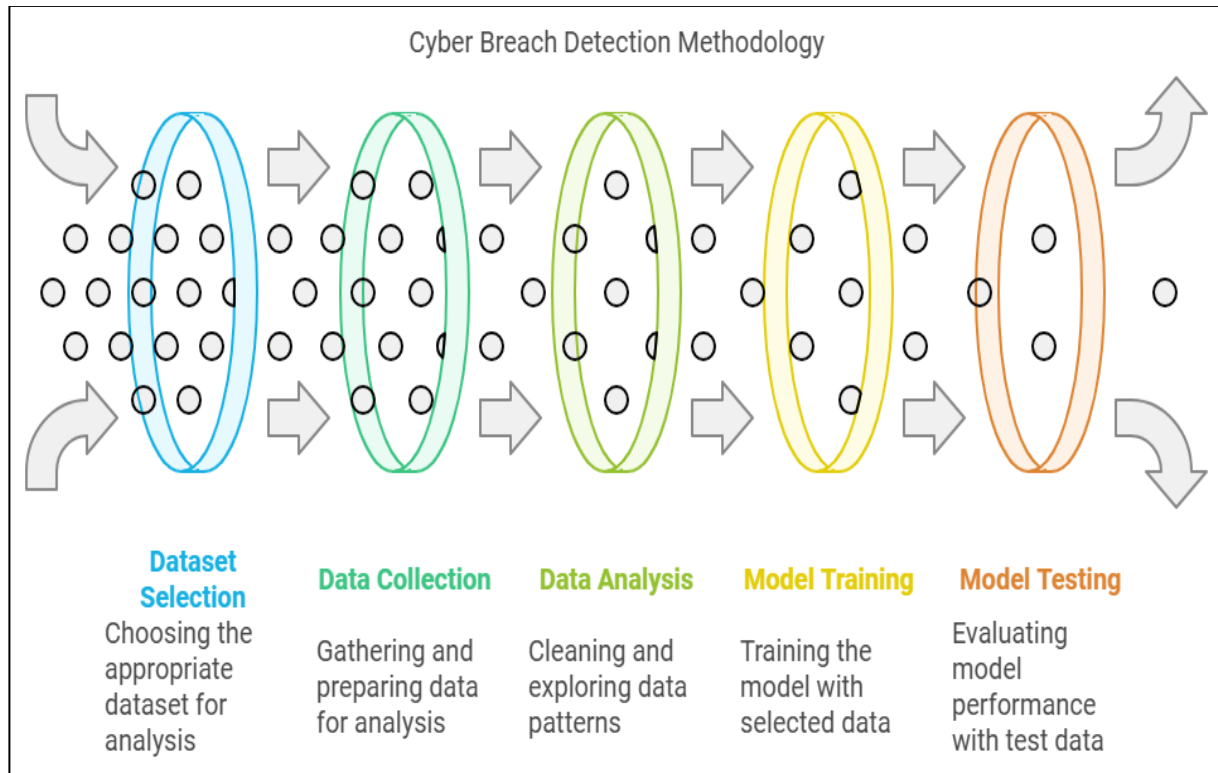 Cyber Breach Detection Methodology
Dataset
Selection
Choosing the
appropriate
dataset for
analysis
Data Collection
Gathering and
preparing data
for analysis
Data Analysis
Cleaning and
exploring data
patterns
Model Training
Training the
model with
selected data
Model Testing
Evaluating
model
performance
with test data